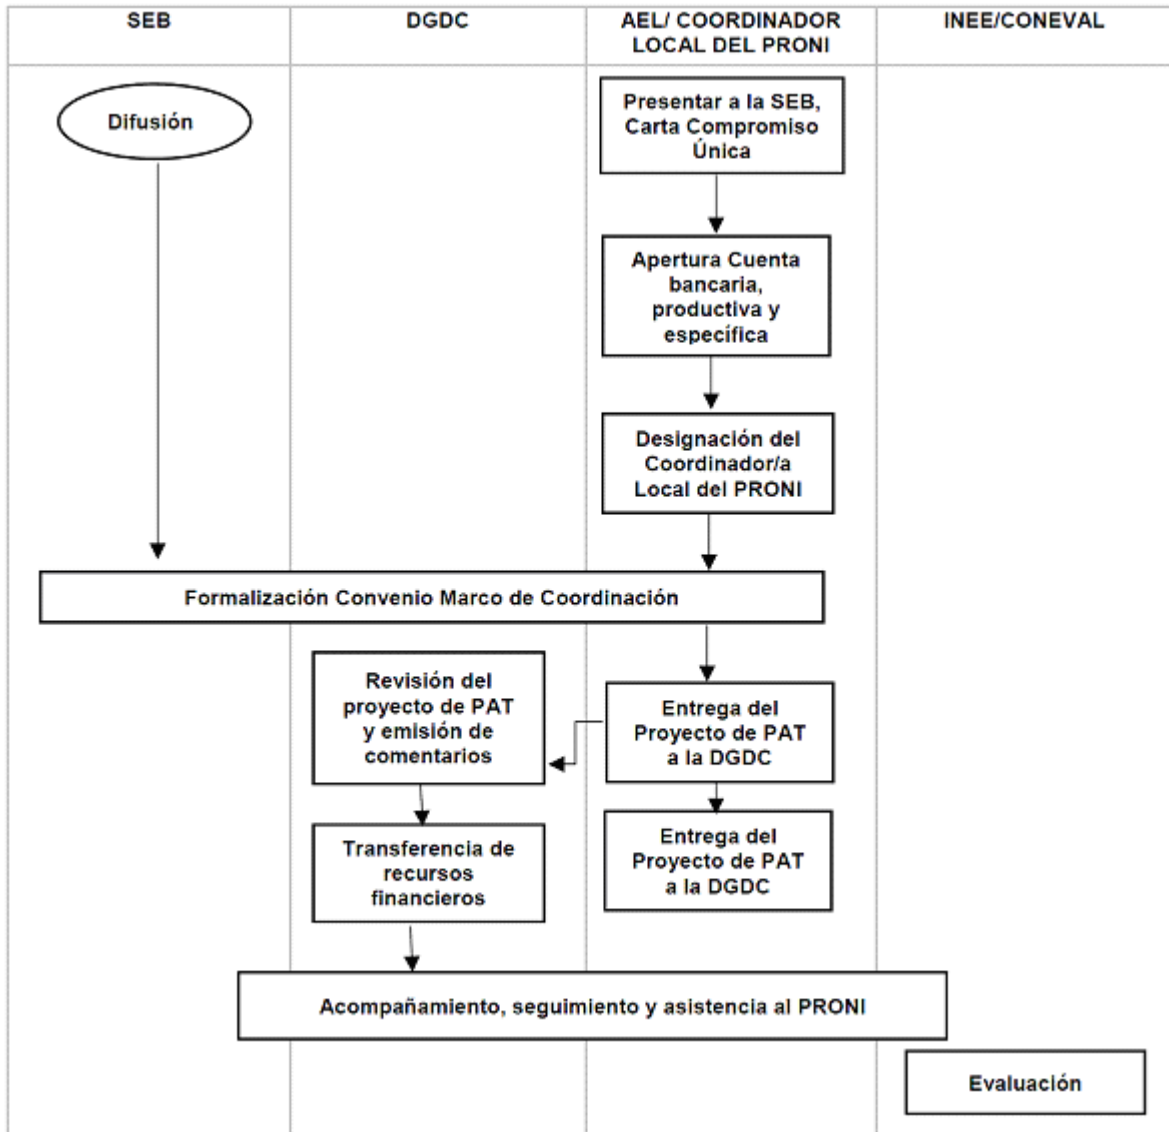 SEB
DGDC
AEL/ COORDINADOR
LOCAL DEL PRONI
INEE/CONEVAL
Difusión
Presentar a la SEB,
Carta Compromiso
Única
Apertura Cuenta
bancaria,
productiva y
específica
Designación del
Coordinador/a
Local del PRONI
Formalización Convenio Marco de Coordinación
Revisión del
proyecto de PAT
y emisión de
comentarios
Entrega del
Proyecto de PAT
a la DGDC
Transferencia de
recursos
financieros
Entrega del
Proyecto de PAT
a la DGDC
Acompañamiento, seguimiento y asistencia al PRONI
Evaluación